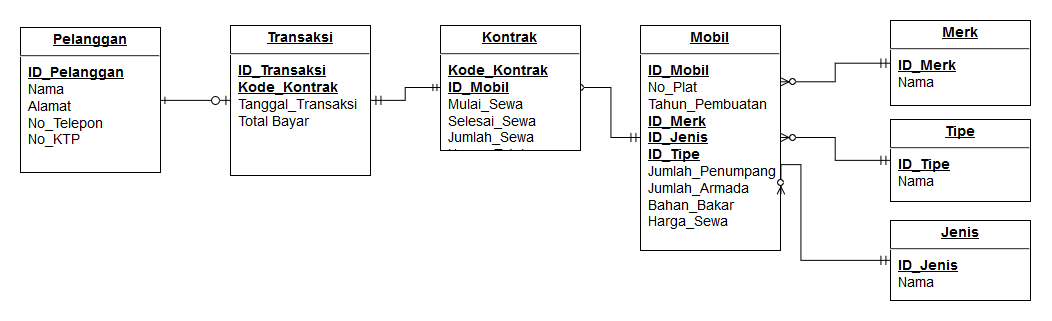 Pelanggan
ID_Pelanggan
Nama
Alamat
No_Telepon
No_KTP
Transaksi
ID_Transaksi
Kode_Kontrak
Tanggal_Transaksi
Total Bayar
Kontrak
Kode_Kontrak
ID_Mobil
Mulai_Sewa
Selesai_Sewa
Jumlah_Sewa
Mobil
ID_Mobil
No_Plat
Tahun_Pembuatan
ID_Merk
ID_Jenis
ID_Tipe
Jumlah_Penumpang
Jumlah_Armada
Bahan_Bakar
Harga_Sewa
Merk
ID_Merk
Nama
Tipe
ID_Tipe
Nama
Jenis
ID_Jenis
Nama